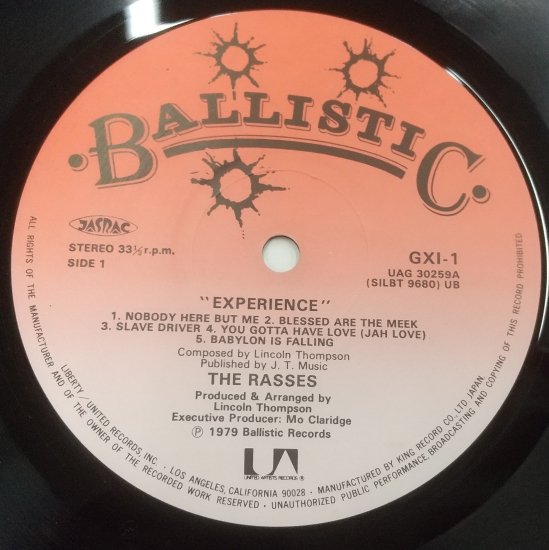 ·BALLISTIC·
JASRAC
STEREO 33⅓ r.p.m.
SIDE 1
GXI-1
UAG 30259A
(SILBT 9680) UB
"EXPERIENCE"
1. NOBODY HERE BUT ME 2. BLESSED ARE THE MEEK
3. SLAVE DRIVER 4. YOU GOTTA HAVE LOVE (JAH LOVE)
5. BABYLON IS FALLING
Composed by Lincoln Thompson
Published by J. T. Music
THE RASSES
Produced & Arranged by
Lincoln Thompson
Executive Producer: Mo Claridge
Ⓟ 1979 Ballistic Records
UA
UNITED ARTISTS RECORDS ®
ALL RIGHTS OF THE MANUFACTURER AND OF THE OWNER OF THE RECORDED WORK RESERVED · UNAUTHORIZED PUBLIC PERFORMANCE BROADCASTING AND COPYING OF THIS RECORD PROHIBITED
LIBERTY/UNITED RECORDS INC., LOS ANGELES, CALIFORNIA 90028 · MANUFACTURED BY KING RECORD CO., LTD. JAPAN.